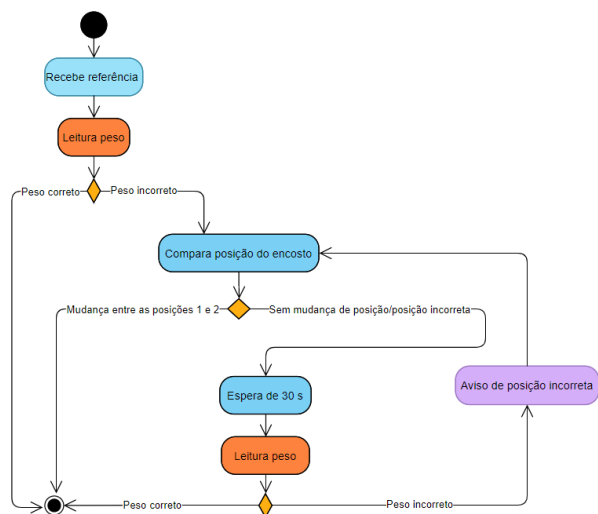 Recebe referência
Leitura peso
Peso correto
Peso incorreto
Compara posição do encosto
Mudança entre as posições 1 e 2
Sem mudança de posição/posição incorreta
Espera de 30 s
Aviso de posição incorreta
Leitura peso
Peso correto
Peso incorreto